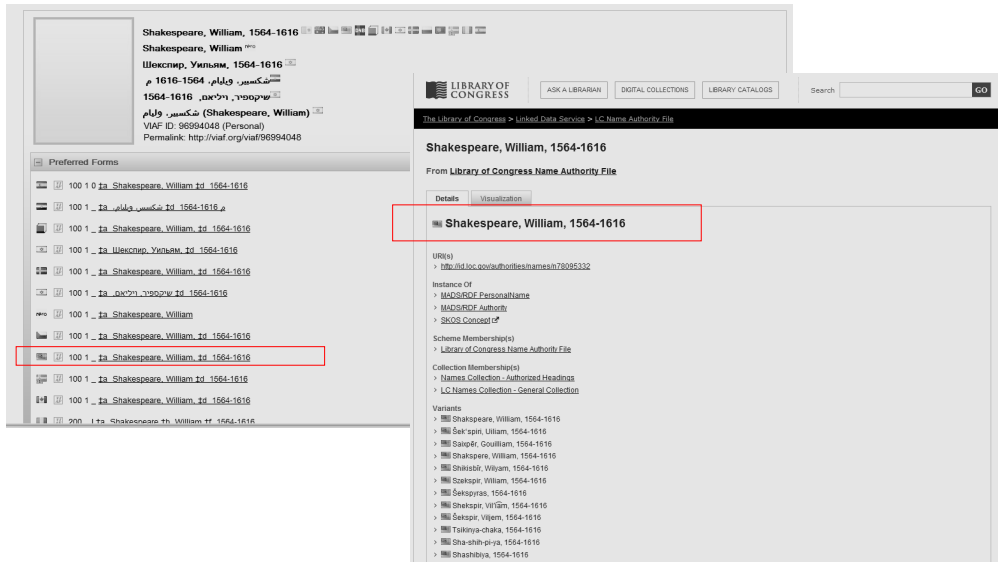 Shakespeare, William, 1564-1616
Shakespeare, William
Шекспир, Уильям, 1564-1616
شكسبير، ويليام، 1564-1616 م
שיקספיר, ויליאם, 1564-1616
شكسبير، وليام (Shakespeare, William)
VIAF ID: 96994048 (Personal)
Permalink: http://viaf.org/viaf/96994048
Preferred Forms
100 1 0 ‡a Shakespeare, William ‡d 1564-1616
100 1 _ ‡a شكسبير، ويليام، ‡d 1564-1616 م
100 1 _ ‡a Shakespeare, William, ‡d 1564-1616
100 1 _ ‡a Шекспир, Уильям, ‡d 1564-1616
100 1 _ ‡a Shakespeare, William, ‡d 1564-1616
100 1 _ ‡a שיקספיר, ויליאם, ‡d 1564-1616
100 1 _ ‡a Shakespeare, William
100 1 _ ‡a Shakespeare, William, ‡d 1564-1616
100 1 _ ‡a Shakespeare, William, ‡d 1564-1616
100 1 _ ‡a Shakespeare, William ‡d 1564-1616
100 1 _ ‡a Shakespeare, William, ‡d 1564-1616
200 _ | ‡a Shakespeare ‡b William ‡f 1564-1616
LIBRARY OF CONGRESS
ASK A LIBRARIAN
DIGITAL COLLECTIONS
LIBRARY CATALOGS
Search
GO
The Library of Congress > Linked Data Service > LC Name Authority File
Shakespeare, William, 1564-1616
From Library of Congress Name Authority File
Details
Visualization
Shakespeare, William, 1564-1616
URI(s)
> http://id.loc.gov/authorities/names/n78095332
Instance Of
> MADS/RDF PersonalName
> MADS/RDF Authority
> SKOS Concept
Scheme Membership(s)
> Library of Congress Name Authority File
Collection Membership(s)
> Names Collection - Authorized Headings
> LC Names Collection - General Collection
Variants
> Shakspeare, William, 1564-1616
> Šekʻspiri, Uiliam, 1564-1616
> Saixpēr, Gouilliam, 1564-1616
> Shakspere, William, 1564-1616
> Shikisbīr, Wilyam, 1564-1616
> Szekspir, Wiliam, 1564-1616
> Šekspyras, 1564-1616
> Shekspir, Vil'i͡am, 1564-1616
> Šekspir, Viljem, 1564-1616
> Tsikinya-chaka, 1564-1616
> Sha-shih-pi-ya, 1564-1616
> Shashibiya, 1564-1616